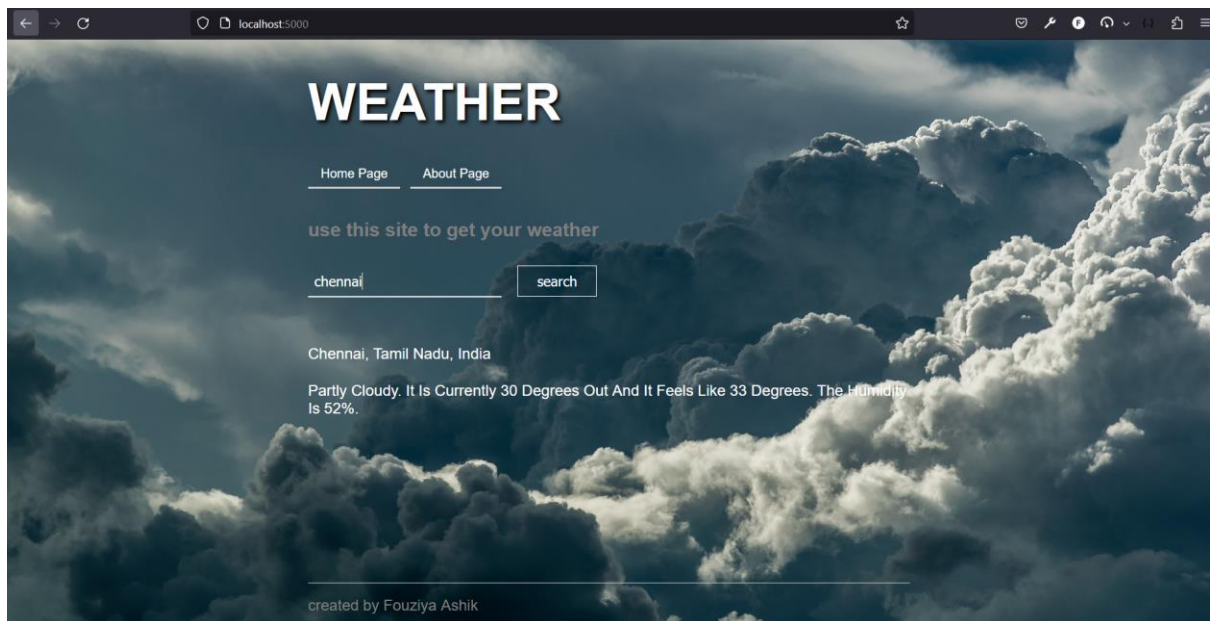 localhost:5000
WEATHER
Home Page About Page
use this site to get your weather
chennai search
Chennai, Tamil Nadu, India
Partly Cloudy. It Is Currently 30 Degrees Out And It Feels Like 33 Degrees. The Humidity
Is 52%.
created by Fouziya Ashik